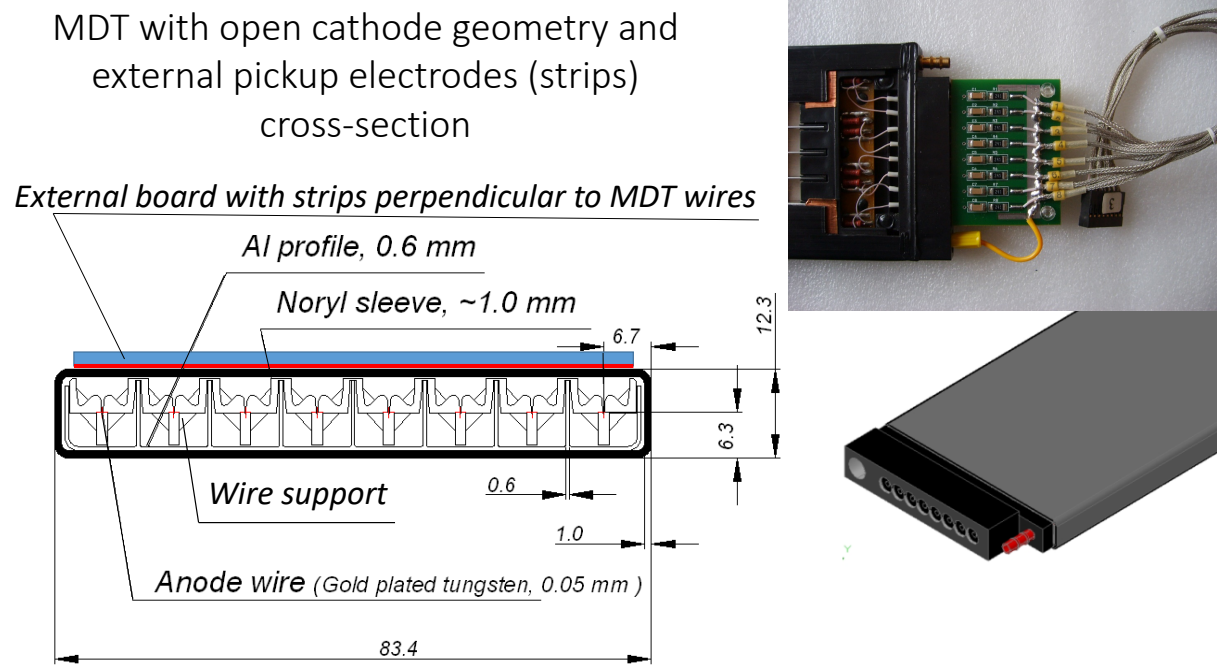 MDT with open cathode geometry and
external pickup electrodes (strips)
cross-section
External board with strips perpendicular to MDT wires
Al profile, 0.6 mm
Noryl sleeve, ~1.0 mm
6.7
12.3
6.3
0.6
Wire support
1.0
Anode wire (Gold plated tungsten, 0.05 mm )
83.4
Y